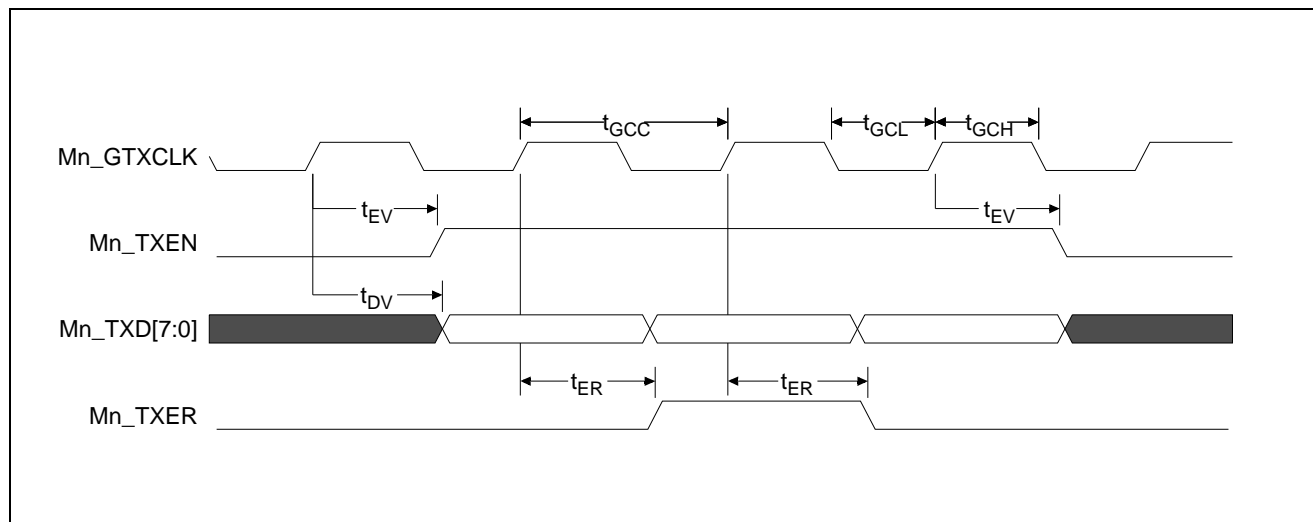 tGCC
tGCL
tGCH
Mn_GTXCLK
tEV
tEV
Mn_TXEN
tDV
Mn_TXD[7:0]
tER
tER
Mn_TXER